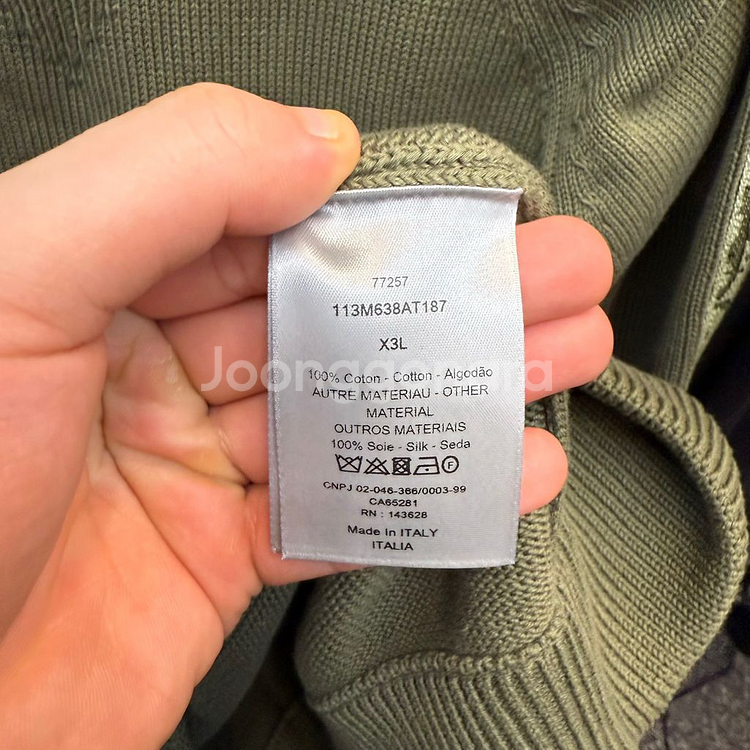 77257
113M638AT187
X3L
100% Coton - Cotton - Algodão
AUTRE MATERIAU - OTHER
MATERIAL
OUTROS MATERIAIS
100% Soie - Silk - Seda
CNPJ 02-046-366/0003-99
CA65281
RN : 143628
Made In ITALY
ITALIA
Joonggonara